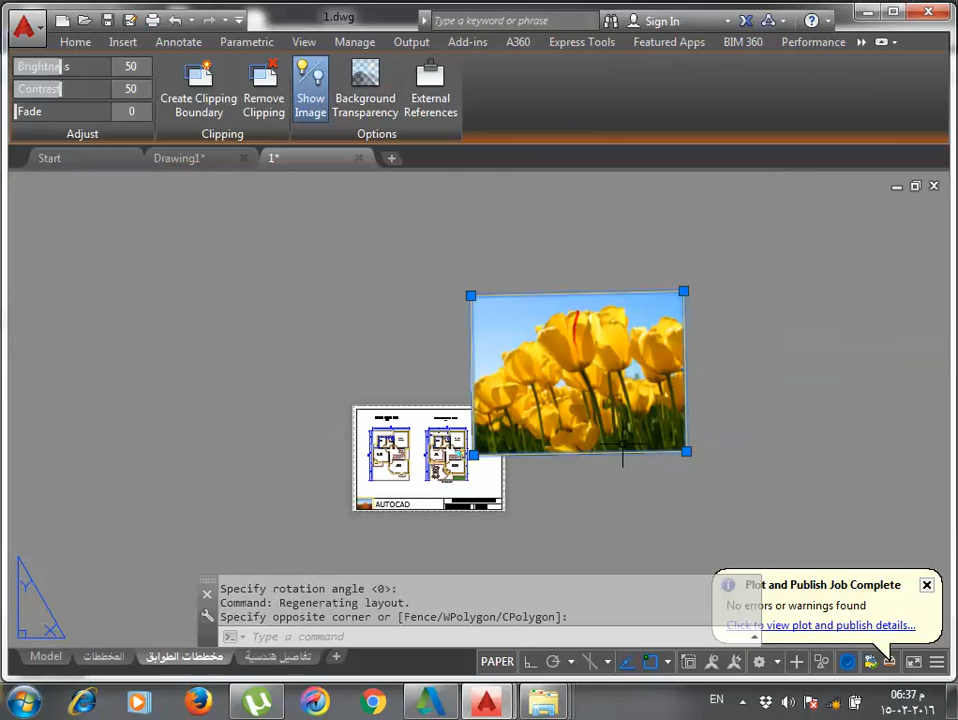 1.dwg
Type a keyword or phrase
Sign In
Home Insert Annotate Parametric View Manage Output Add-ins A360 Express Tools Featured Apps BIM 360 Performance
Brightness 50
Contrast 50
Fade 0
Create Clipping Boundary
Remove Clipping
Show Image
Background Transparency
External References
Adjust Clipping Options
Start Drawing1* 1*
AUTOCAD
Y
X
Specify rotation angle <0>:
Command: Regenerating layout.
Specify opposite corner or [Fence/WPolygon/CPolygon]:
Type a command
Plot and Publish Job Complete
No errors or warnings found
Click to view plot and publish details...
Model المخططات مخططات الطوابق تفاصيل هندسية
PAPER
EN
06:37 م
١٥-٠٢-٢٠١٦